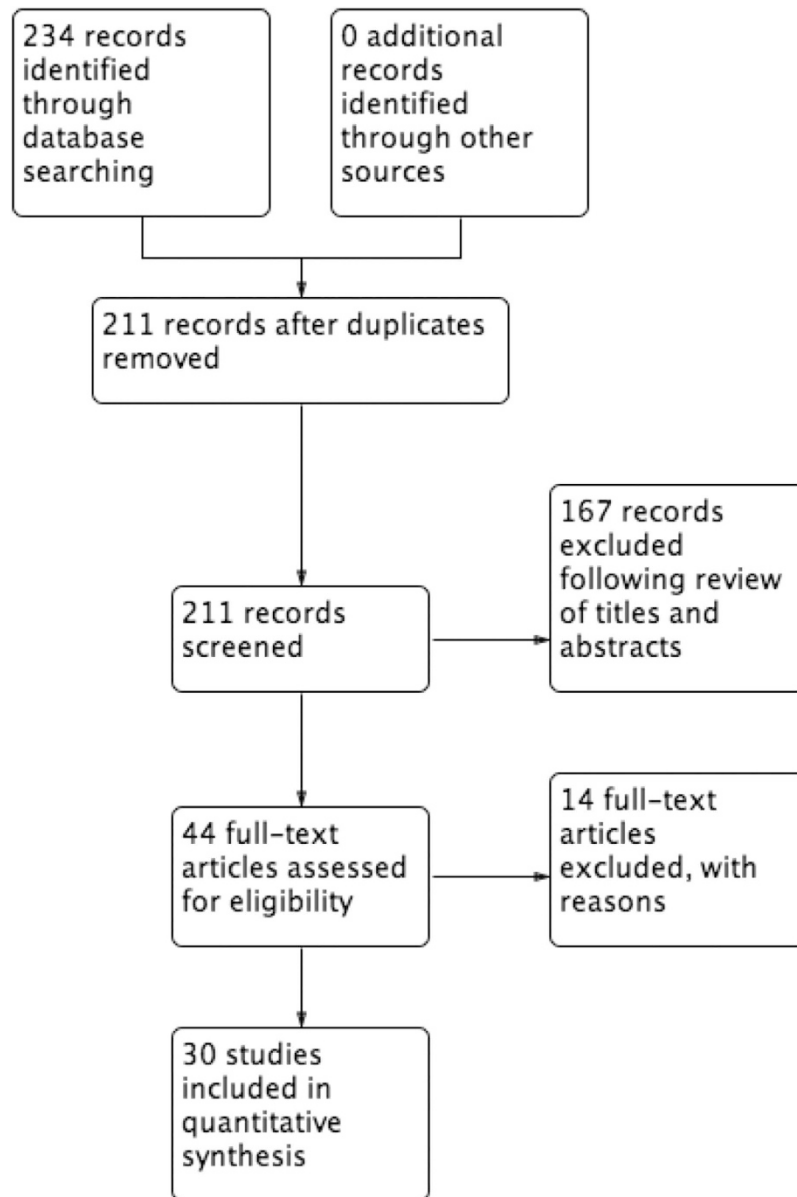 234 records
identified
through
database
searching
0 additional
records
identified
through other
sources
211 records after duplicates
removed
167 records
excluded
following review
of titles and
abstracts
211 records
screened
14 full-text
articles
excluded, with
reasons
44 full-text
articles assessed
for eligibility
30 studies
included in
quantitative
synthesis